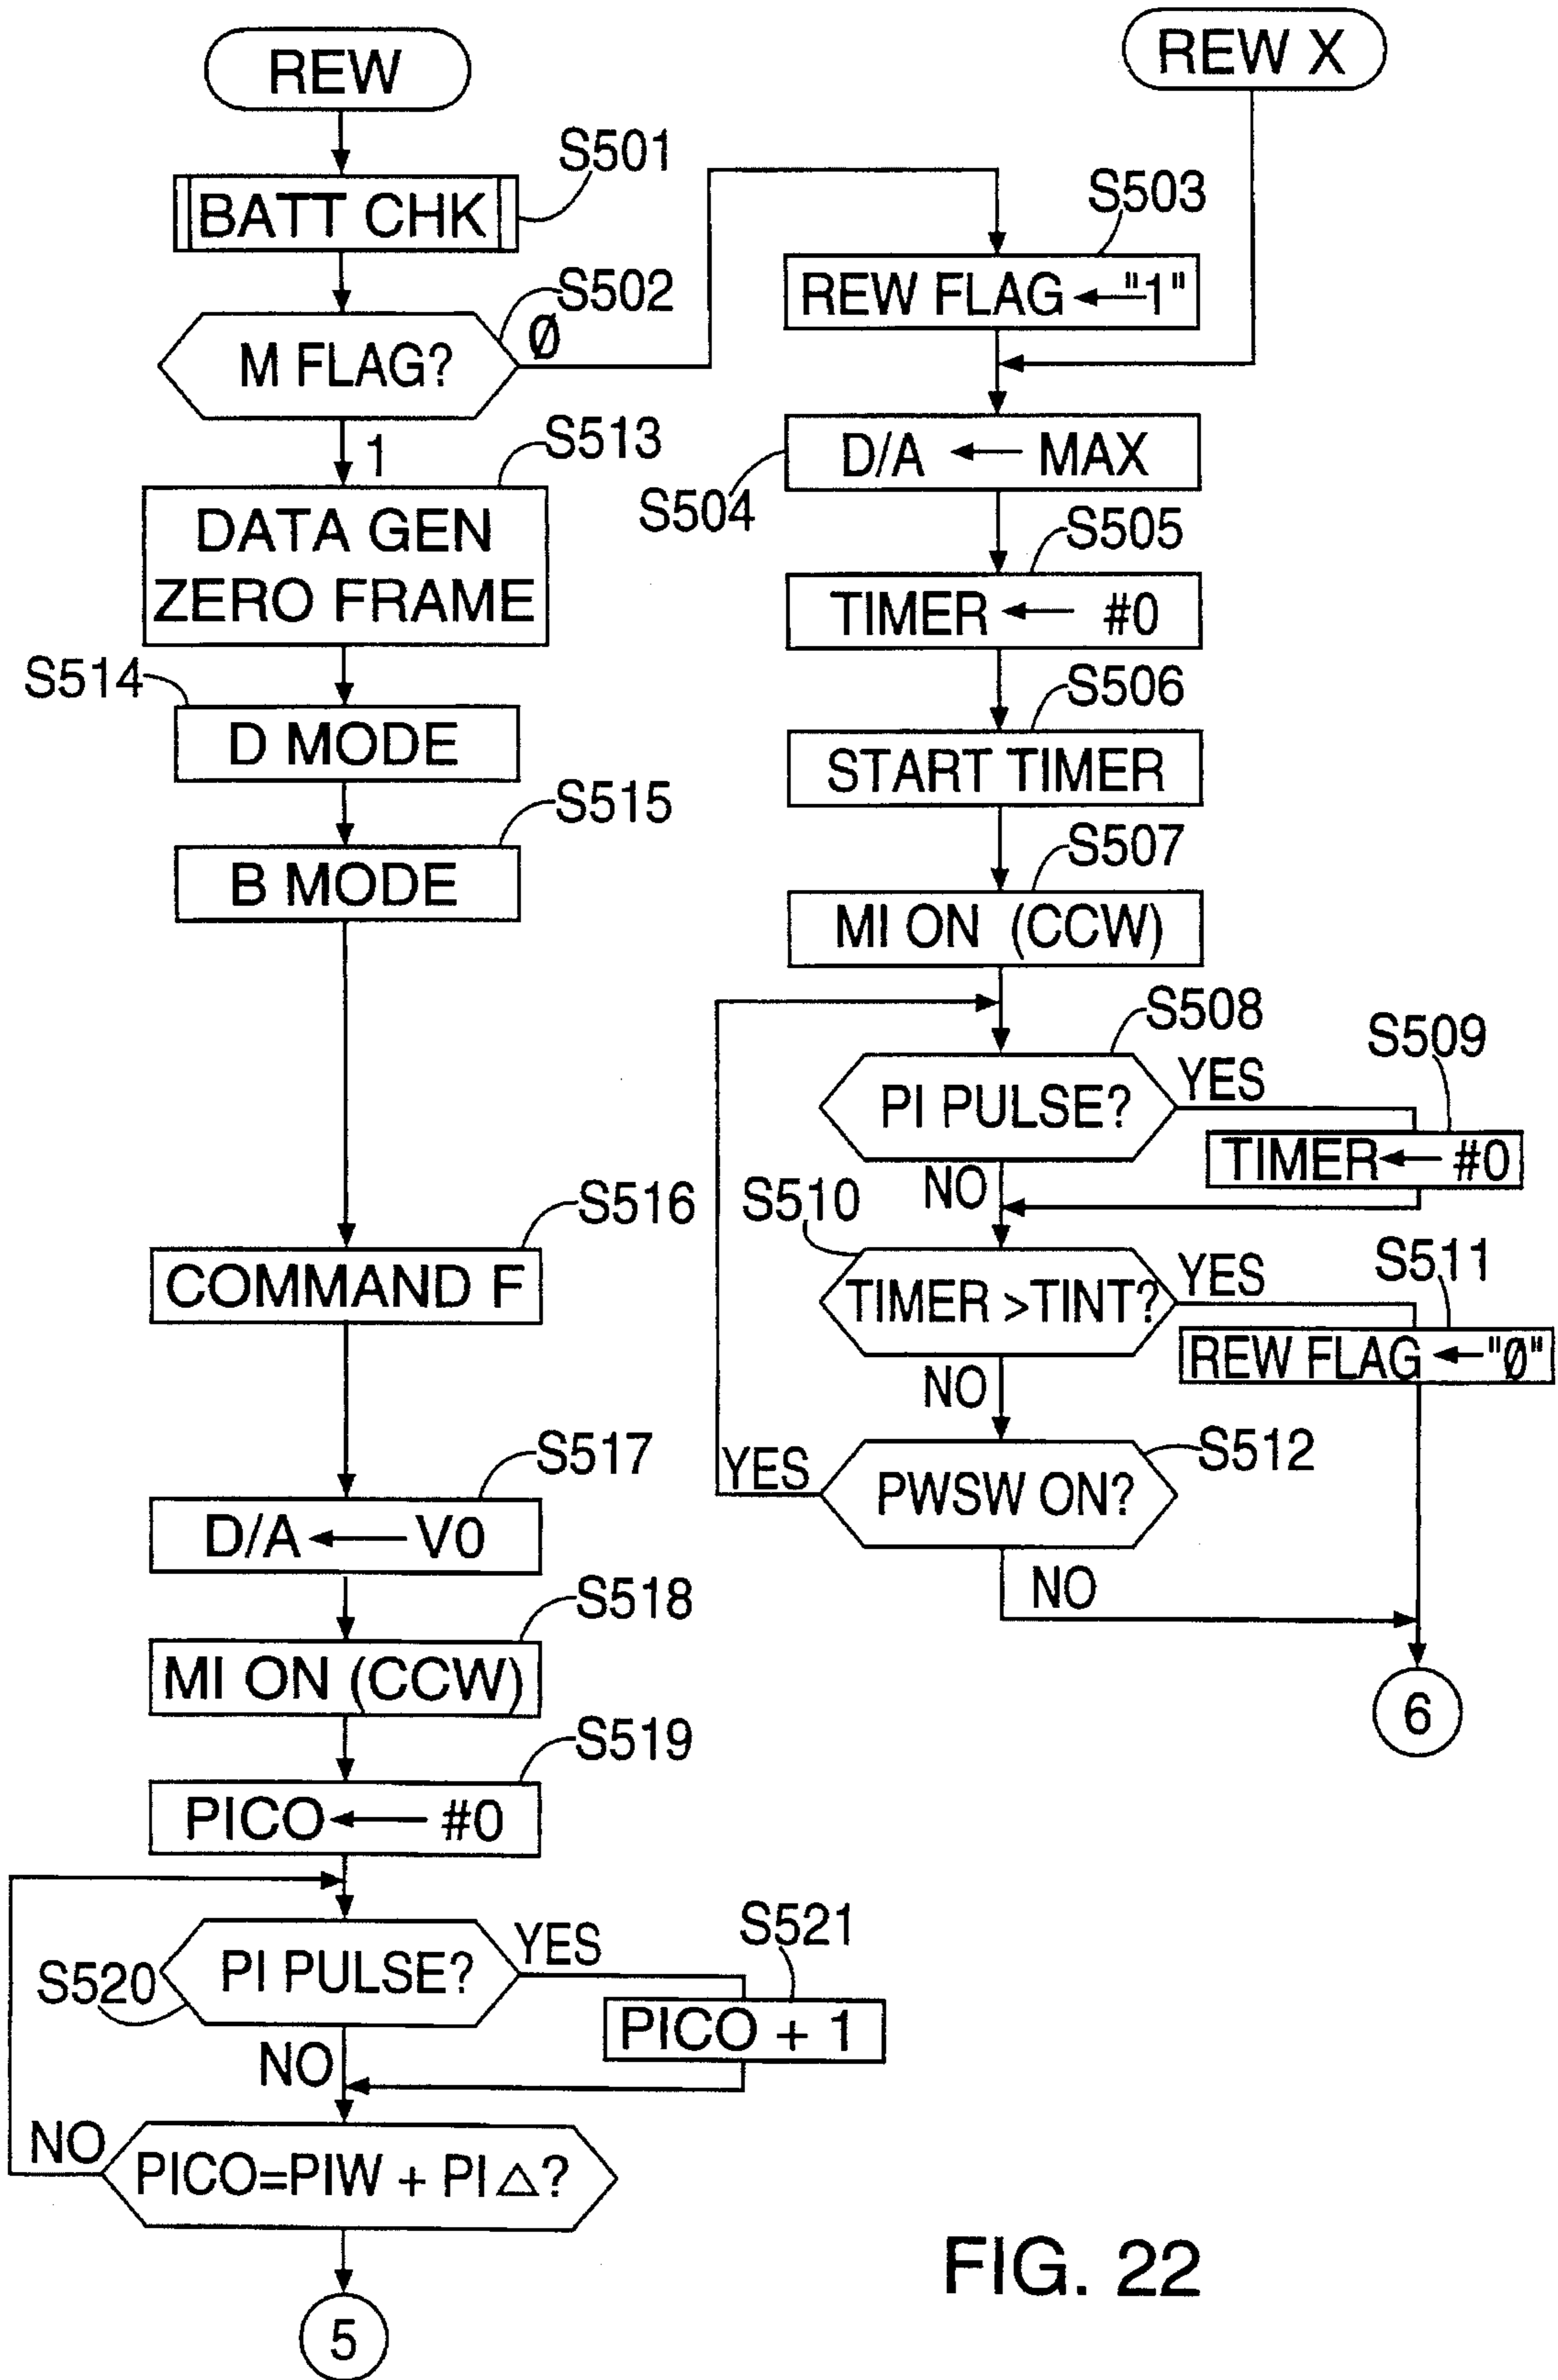 REW
BATT CHK
S501
M FLAG?
S502
Ø
1
DATA GEN
ZERO FRAME
S513
D MODE
S514
B MODE
S515
COMMAND F
S516
D/A ← V0
S517
MI ON (CCW)
S518
PICO ← #0
S519
PI PULSE?
S520
YES
S521
PICO + 1
NO
PICO=PIW + PI △?
NO
5
REW X
S503
REW FLAG ← "1"
D/A ← MAX
S504
S505
TIMER ← #0
S506
START TIMER
S507
MI ON (CCW)
S508
PI PULSE?
YES
S509
TIMER ← #0
NO
S510
TIMER >TINT?
YES
S511
REW FLAG ← "Ø"
NO
S512
PWSW ON?
YES
NO
6
FIG. 22